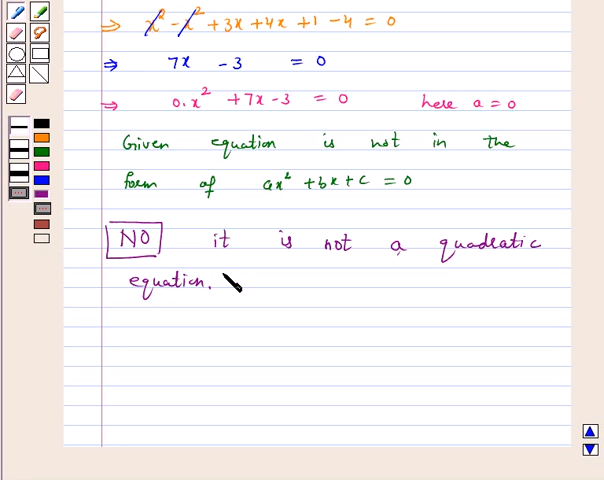 ⇒ x² - x² + 3x + 4x + 1 - 4 = 0
⇒ 7x - 3 = 0
⇒ 0.x² + 7x - 3 = 0 here a = 0
Given equation is not in the
form of ax² + bx + c = 0
NO it is not a quadratic
equation.